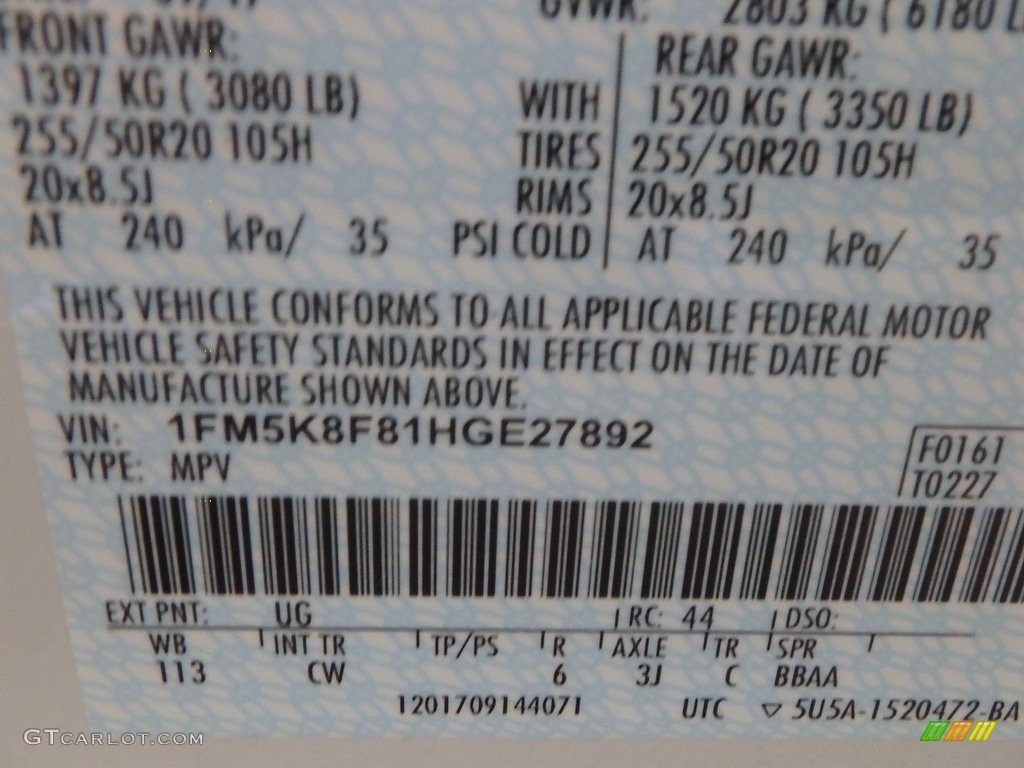 GVWR: 2803 KG ( 6180 L
FRONT GAWR: REAR GAWR:
1397 KG ( 3080 LB) WITH 1520 KG ( 3350 LB)
255/50R20 105H TIRES 255/50R20 105H
20x8.5J RIMS 20x8.5J
AT 240 kPa/ 35 PSI COLD AT 240 kPa/ 35
THIS VEHICLE CONFORMS TO ALL APPLICABLE FEDERAL MOTOR
VEHICLE SAFETY STANDARDS IN EFFECT ON THE DATE OF
MANUFACTURE SHOWN ABOVE.
VIN: 1FM5K8F81HGE27892
TYPE: MPV
F0161
T0227
EXT PNT: UG RC: 44 DSO:
WB INT TR TP/PS R AXLE TR SPR
113 CW 6 3J C BBAA
1201709144071 UTC ▽ 5U5A-1520472-BA
GTCARLOT.COM